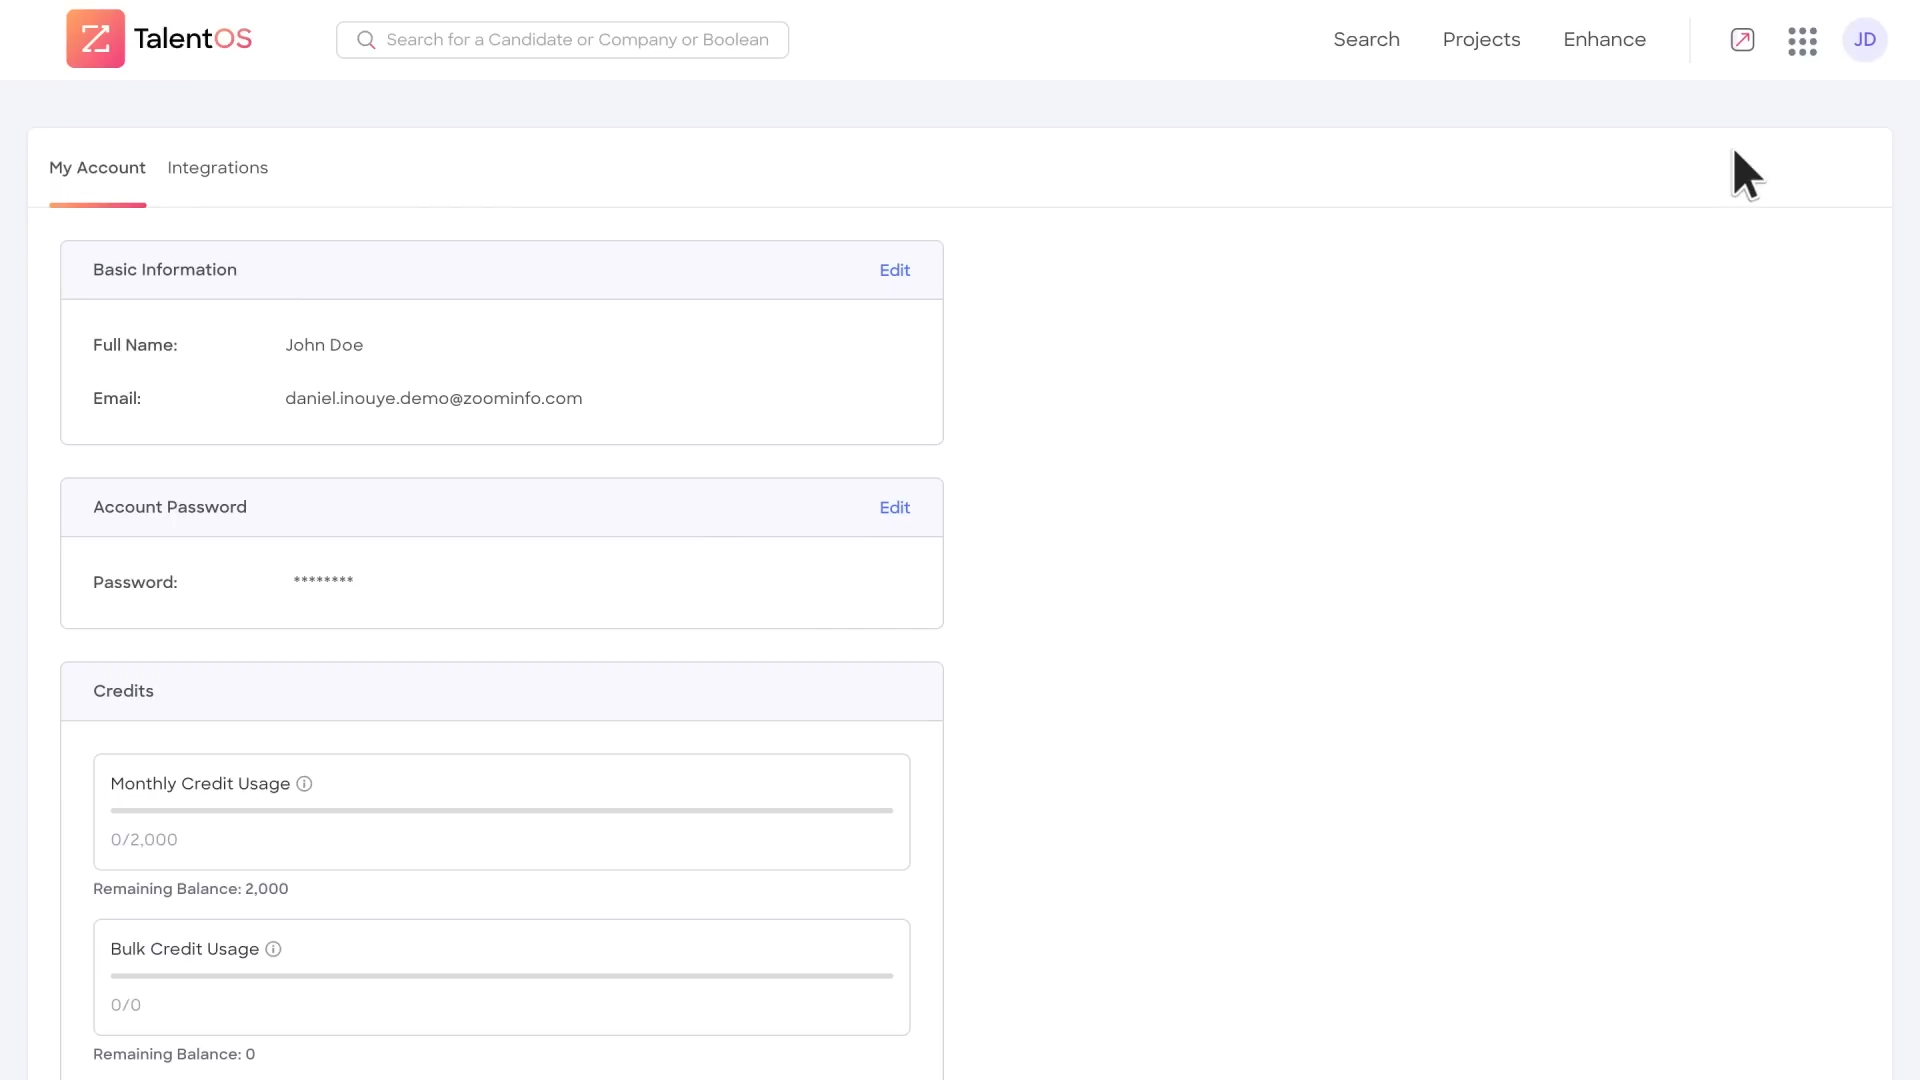 TalentOS
Search for a Candidate or Company or Boolean
Search
Projects
Enhance
JD
My Account
Integrations
Basic Information
Edit
Full Name:
John Doe
Email:
daniel.inouye.demo@zoominfo.com
Account Password
Edit
Password:
********
Credits
Monthly Credit Usage
0/2,000
Remaining Balance: 2,000
Bulk Credit Usage
0/0
Remaining Balance: 0